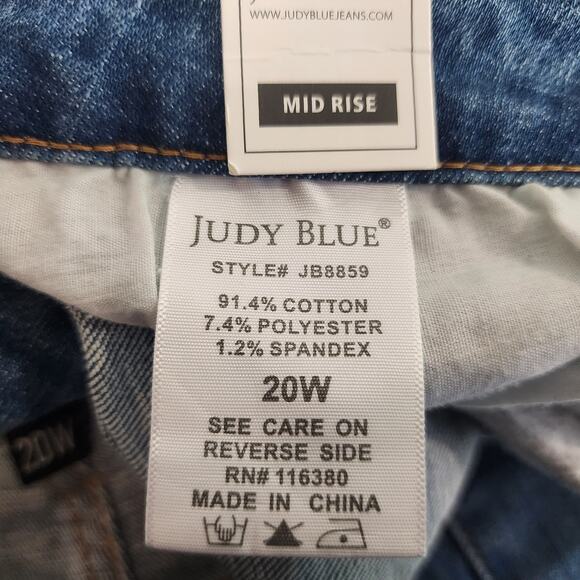 WWW.JUDYBLUEJEANS.COM
MID RISE
JUDY BLUE®
STYLE# JB8859
91.4% COTTON
7.4% POLYESTER
1.2% SPANDEX
20W
SEE CARE ON
REVERSE SIDE
RN# 116380
MADE IN CHINA
20W